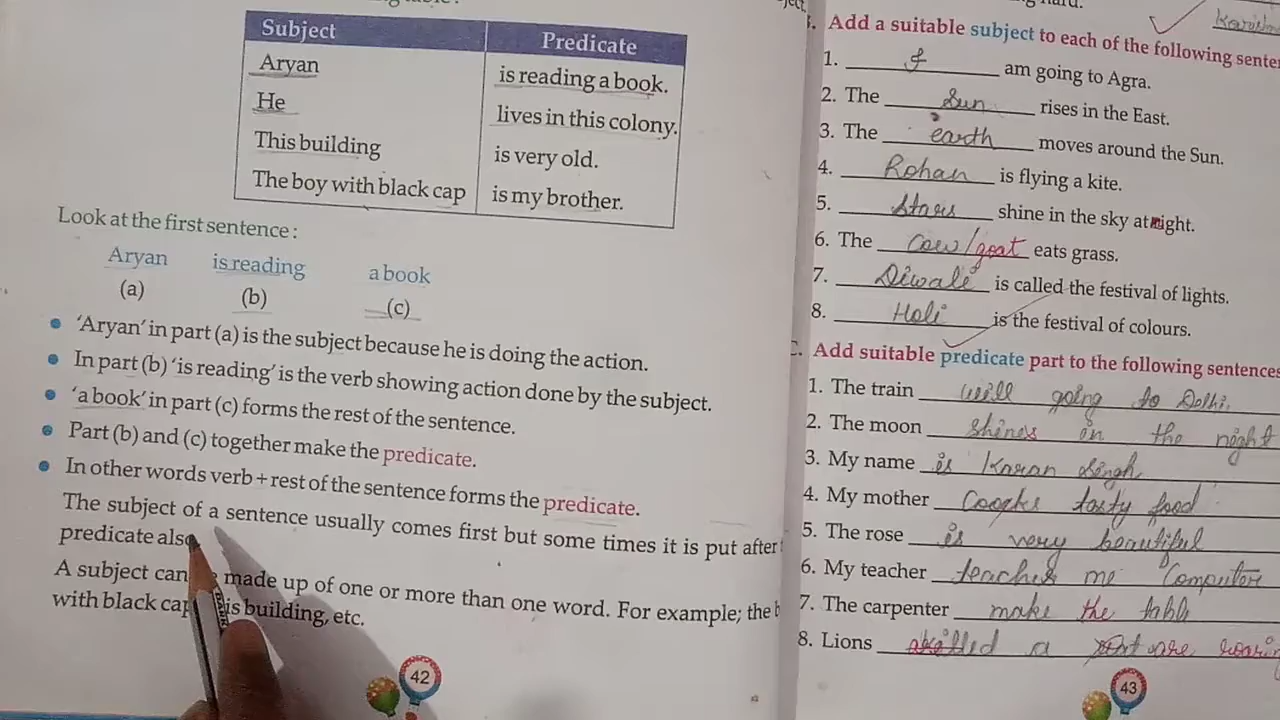 Subject Predicate
Aryan is reading a book.
He lives in this colony.
This building is very old.
The boy with black cap is my brother.
Look at the first sentence :
Aryan is reading a book
(a) (b) (c)
'Aryan' in part (a) is the subject because he is doing the action.
In part (b) 'is reading' is the verb showing action done by the subject.
'a book' in part (c) forms the rest of the sentence.
Part (b) and (c) together make the predicate.
In other words verb + rest of the sentence forms the predicate.
The subject of a sentence usually comes first but some times it is put after
predicate also
A subject can made up of one or more than one word. For example; the b
with black cap is building, etc.
42
Add a suitable subject to each of the following sente
1. I am going to Agra.
2. The Sun rises in the East.
3. The earth moves around the Sun.
4. Rohan is flying a kite.
5. Stars shine in the sky at night.
6. The Cow/goat eats grass.
7. Diwali is called the festival of lights.
8. Holi is the festival of colours.
C. Add suitable predicate part to the following sentences
1. The train will going to Delhi.
2. The moon shines in the night
3. My name is Karan Singh
4. My mother tasty food
5. The rose is very beautiful
6. My teacher teaches me Computer
7. The carpenter make the table
8. Lions a are roarin
43